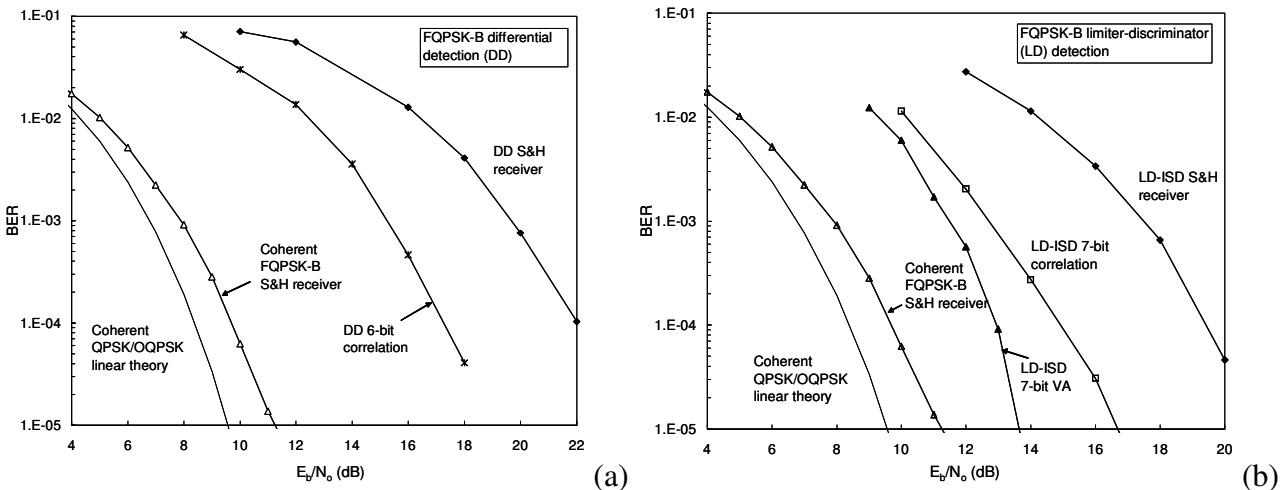 1.E-01
1.E-02
1.E-03
1.E-04
1.E-05
BER
FQPSK-B differential
detection (DD)
DD S&H
receiver
Coherent
FQPSK-B
S&H receiver
DD 6-bit
correlation
Coherent
QPSK/OQPSK
linear theory
4 6 8 10 12 14 16 18 20 22
E_b/N_o (dB)
(a)
1.E-01
1.E-02
1.E-03
1.E-04
1.E-05
BER
FQPSK-B limiter-discriminator
(LD) detection
LD-ISD S&H
receiver
LD-ISD 7-bit
correlation
Coherent
FQPSK-B
S&H receiver
LD-ISD
7-bit VA
Coherent
QPSK/OQPSK
linear theory
4 6 8 10 12 14 16 18 20
E_b/N_o (dB)
(b)